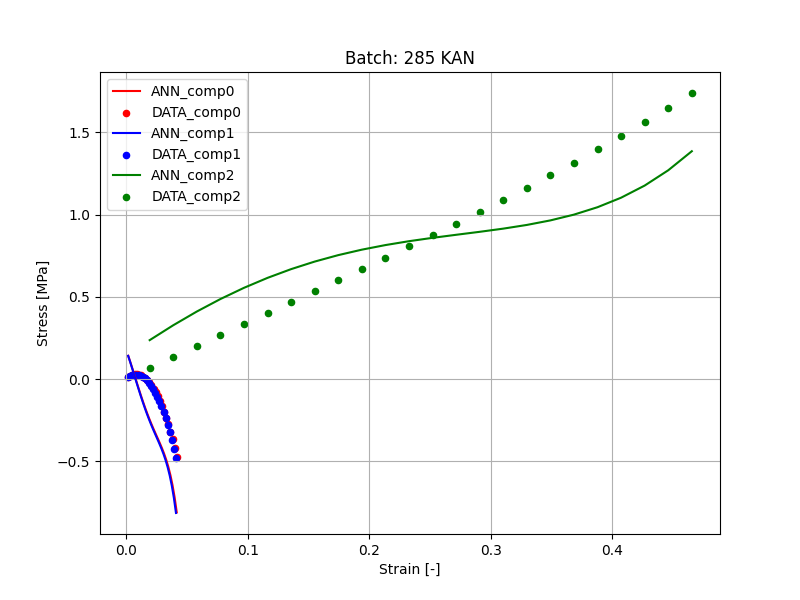 Batch: 285 KAN
ANN_comp0
DATA_comp0
ANN_comp1
DATA_comp1
ANN_comp2
DATA_comp2
1.5
1.0
0.5
0.0
−0.5
Stress [MPa]
0.0 0.1 0.2 0.3 0.4
Strain [-]